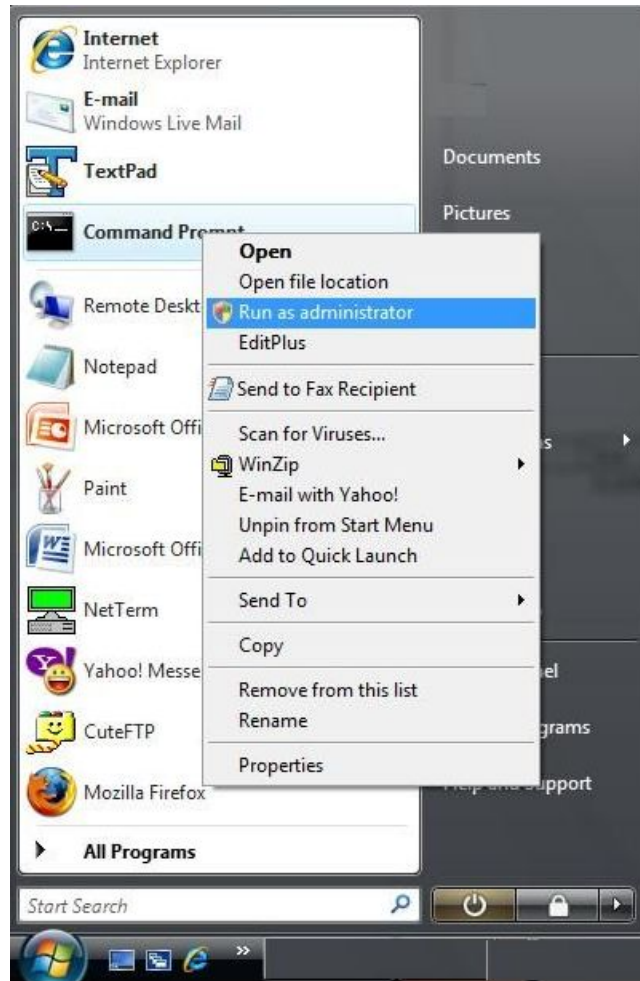 Internet
Internet Explorer
E-mail
Windows Live Mail
TextPad
Command Prompt
Remote Deskt
Notepad
Microsoft Offi
Paint
Microsoft Offi
NetTerm
Yahoo! Messe
CuteFTP
Mozilla Firefox
All Programs
Start Search
Open
Open file location
Run as administrator
EditPlus
Send to Fax Recipient
Scan for Viruses...
WinZip
E-mail with Yahoo!
Unpin from Start Menu
Add to Quick Launch
Send To
Copy
Remove from this list
Rename
Properties
Documents
Pictures
s
el
grams
Help and Support